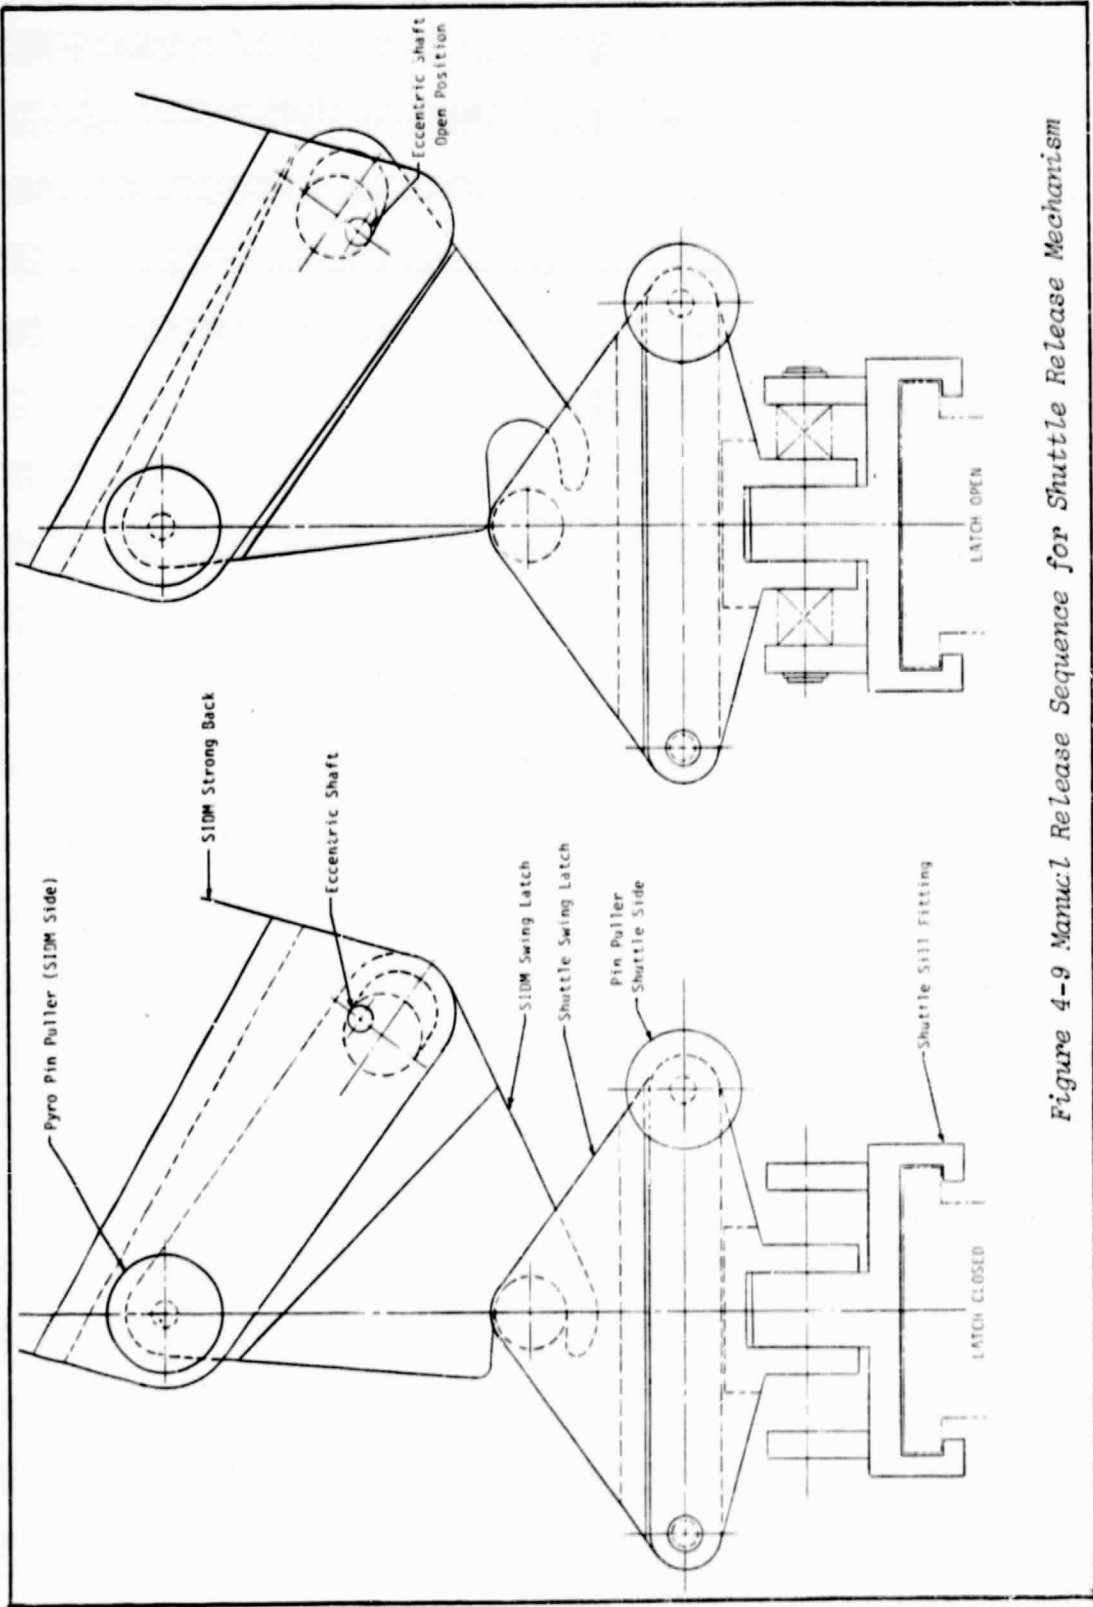 Pyro Pin Puller (SIDM Side)
SIDM Strong Back
Eccentric Shaft
SIDM Swing Latch
Shuttle Swing Latch
Pin Puller
Shuttle Side
Shuttle Sill Fitting
LATCH CLOSED
Eccentric Shaft
Open Position
LATCH OPEN
Figure 4-9 Manual Release Sequence for Shuttle Release Mechanism